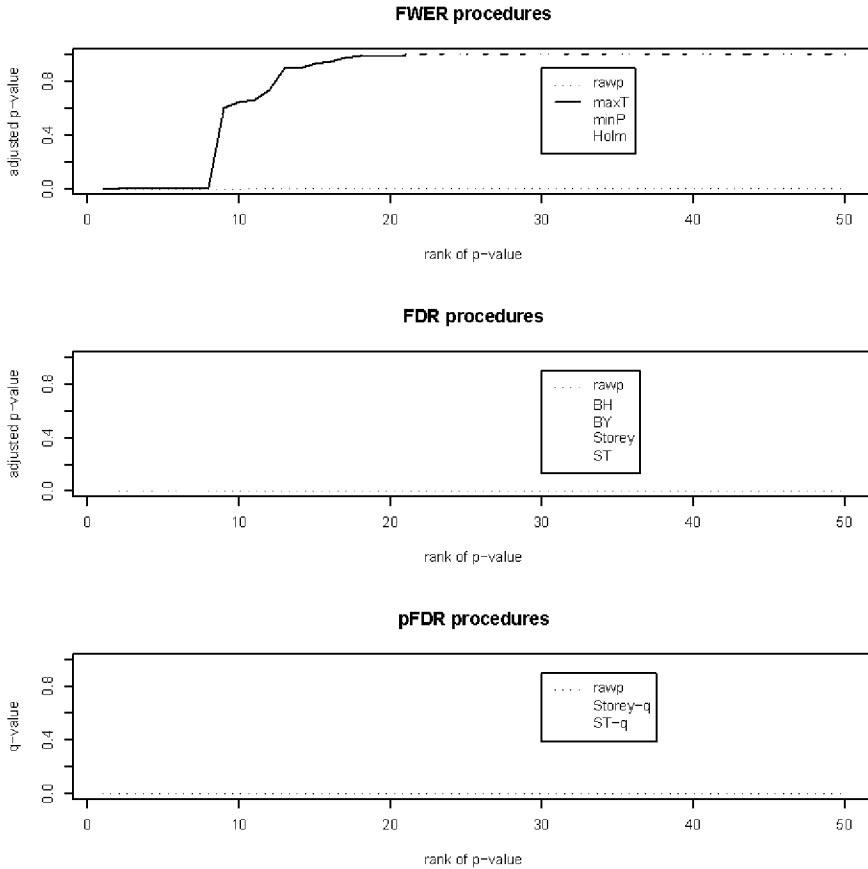 FWER procedures
adjusted p-value
0.0 0.4 0.8
rawp
maxT
minP
Holm
0 10 20 30 40 50
rank of p-value
FDR procedures
adjusted p-value
0.0 0.4 0.8
rawp
BH
BY
Storey
ST
0 10 20 30 40 50
rank of p-value
pFDR procedures
q-value
0.0 0.4 0.8
rawp
Storey-q
ST-q
0 10 20 30 40 50
rank of p-value